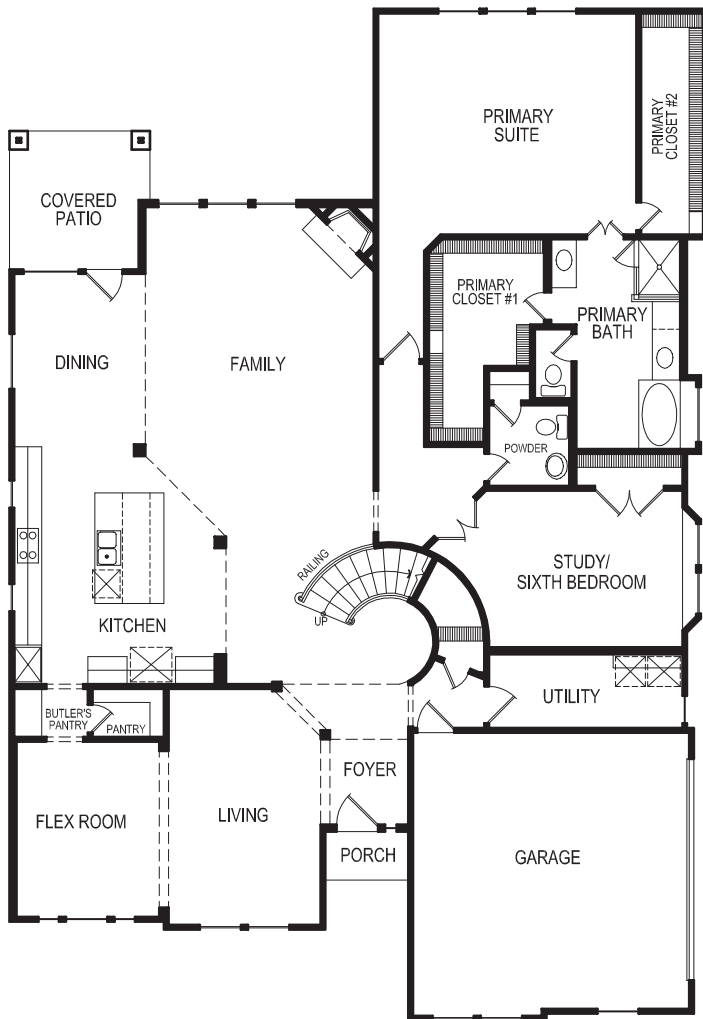 PRIMARY
SUITE
PRIMARY
CLOSET #2
COVERED
PATIO
PRIMARY
CLOSET #1
PRIMARY
BATH
DINING
FAMILY
POWDER
RAILING
UP
STUDY/
SIXTH BEDROOM
KITCHEN
UTILITY
BUTLER'S
PANTRY
PANTRY
FOYER
FLEX ROOM
LIVING
PORCH
GARAGE